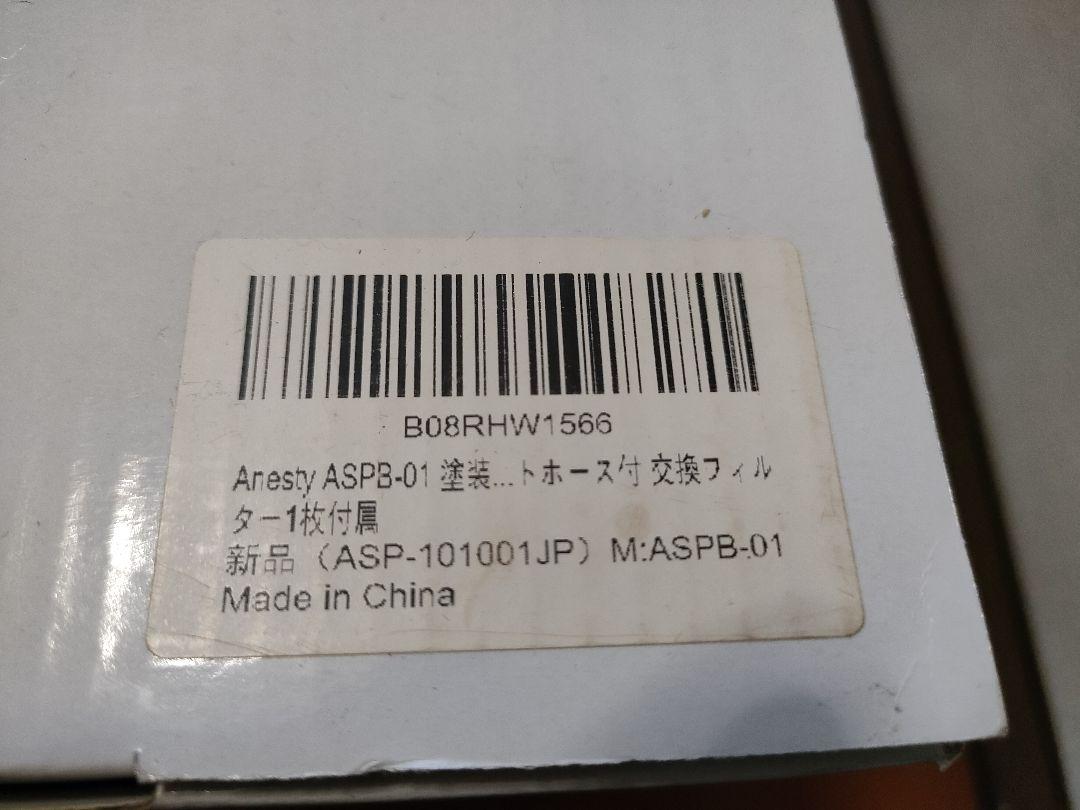 B08RHW1566
Anesty ASPB-01 塗装...トホース付 交換フィル
ター1枚付属
新品（ASP-101001JP）M:ASPB-01
Made in China